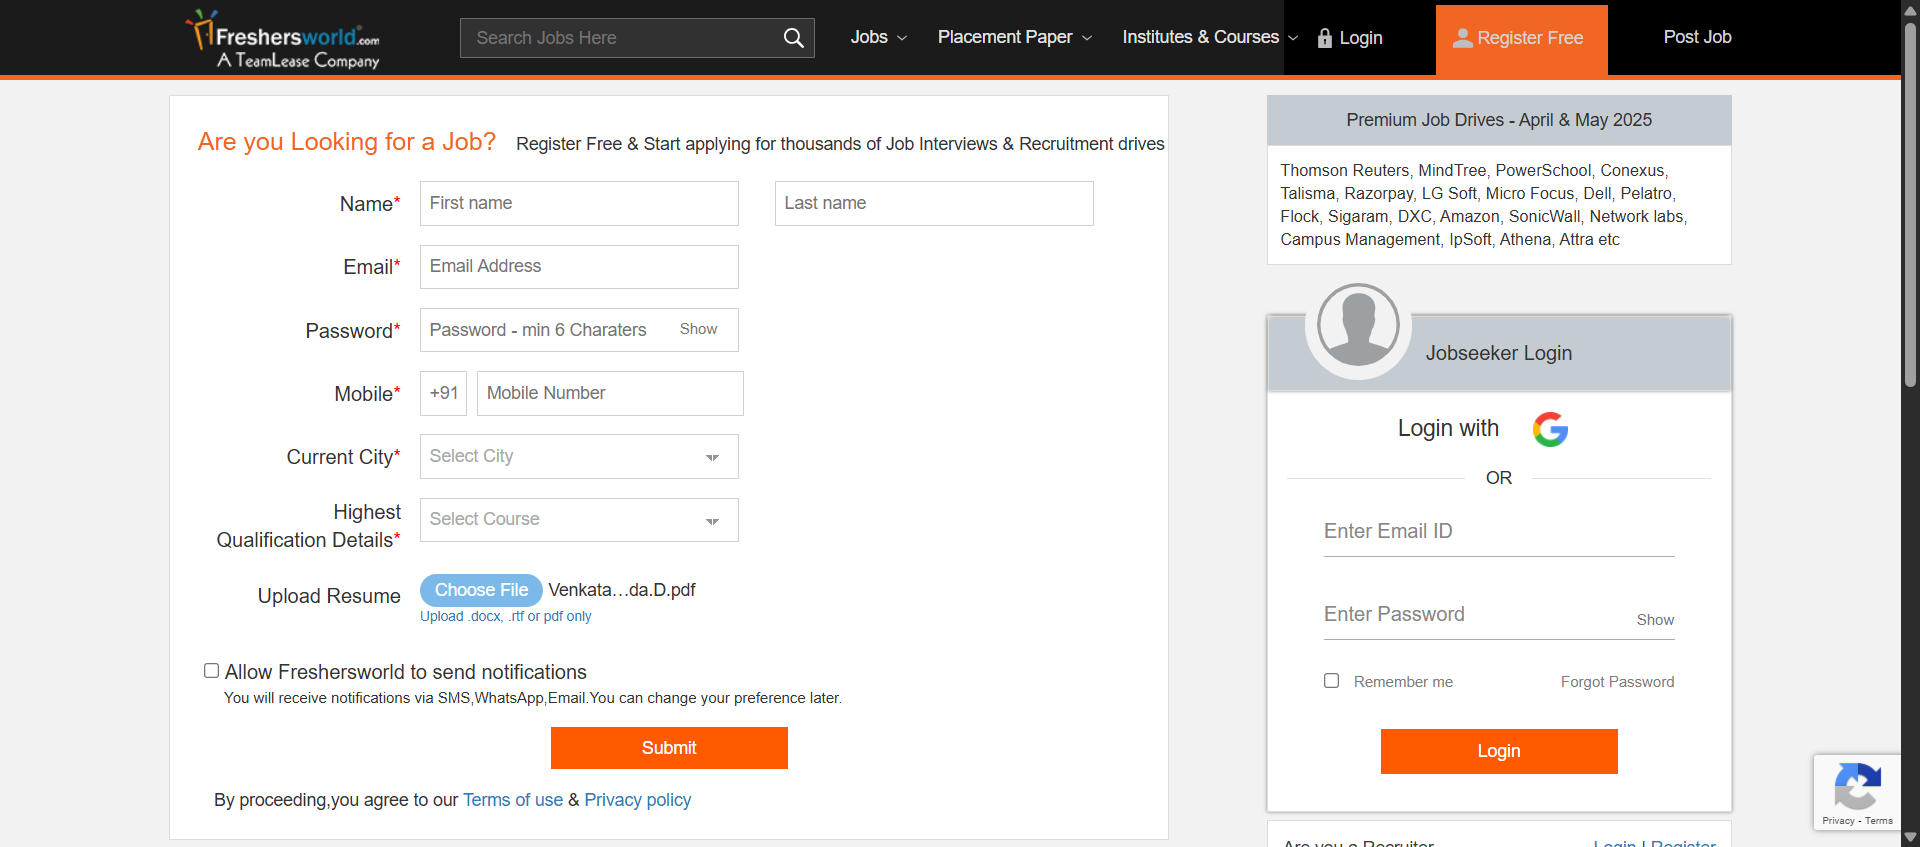 Freshersworld.com
A TeamLease Company
Search Jobs Here
Jobs
Placement Paper
Institutes & Courses
Login
Register Free
Post Job
Are you Looking for a Job? Register Free & Start applying for thousands of Job Interviews & Recruitment drives
Name* First name Last name
Email* Email Address
Password* Password - min 6 Charaters Show
Mobile* +91 Mobile Number
Current City* Select City
Highest
Qualification Details* Select Course
Upload Resume Choose File Venkata...da.D.pdf
Upload .docx, .rtf or pdf only
Allow Freshersworld to send notifications
You will receive notifications via SMS,WhatsApp,Email.You can change your preference later.
Submit
By proceeding,you agree to our Terms of use & Privacy policy
Premium Job Drives - April & May 2025
Thomson Reuters, MindTree, PowerSchool, Conexus,
Talisma, Razorpay, LG Soft, Micro Focus, Dell, Pelatro,
Flock, Sigaram, DXC, Amazon, SonicWall, Network labs,
Campus Management, IpSoft, Athena, Attra etc
Jobseeker Login
Login with
OR
Enter Email ID
Enter Password Show
Remember me Forgot Password
Login
Privacy - Terms
Are you a Recruiter Login | Register